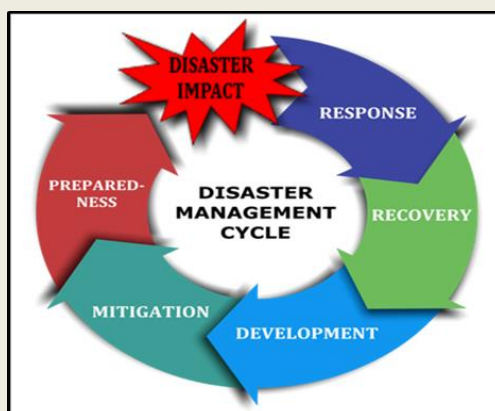 DISASTER
IMPACT
RESPONSE
RECOVERY
DEVELOPMENT
MITIGATION
PREPARED-
NESS
DISASTER
MANAGEMENT
CYCLE